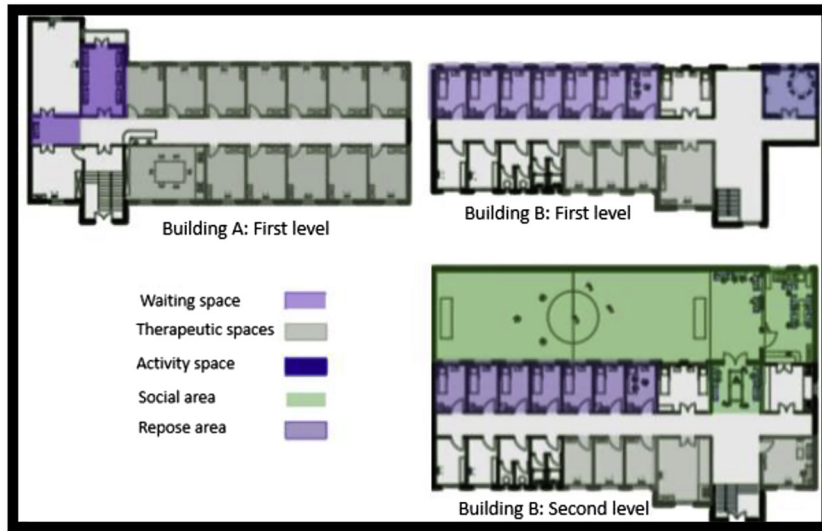 Building A: First level
Building B: First level
Waiting space
Therapeutic spaces
Activity space
Social area
Repose area
Building B: Second level